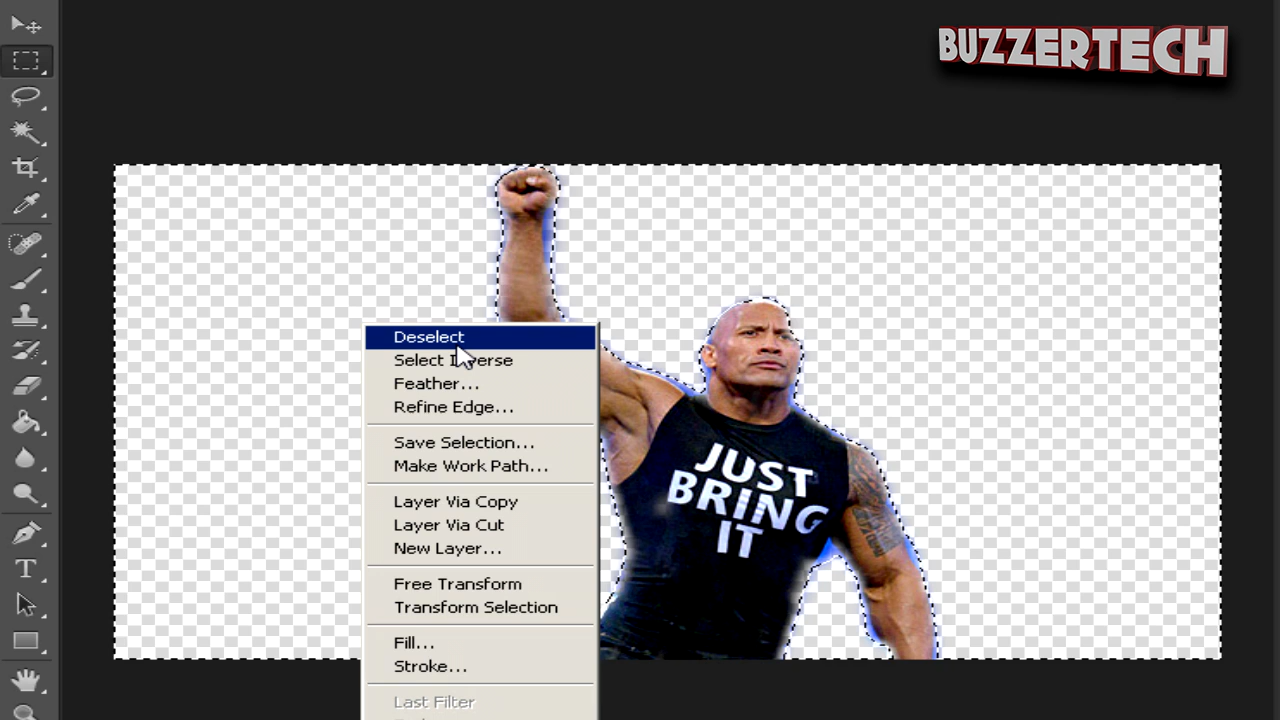 BUZZERTECH
Deselect
Select Inverse
Feather...
Refine Edge...
Save Selection...
Make Work Path...
Layer Via Copy
Layer Via Cut
New Layer...
Free Transform
Transform Selection
Fill...
Stroke...
Last Filter
JUST
BRING
IT